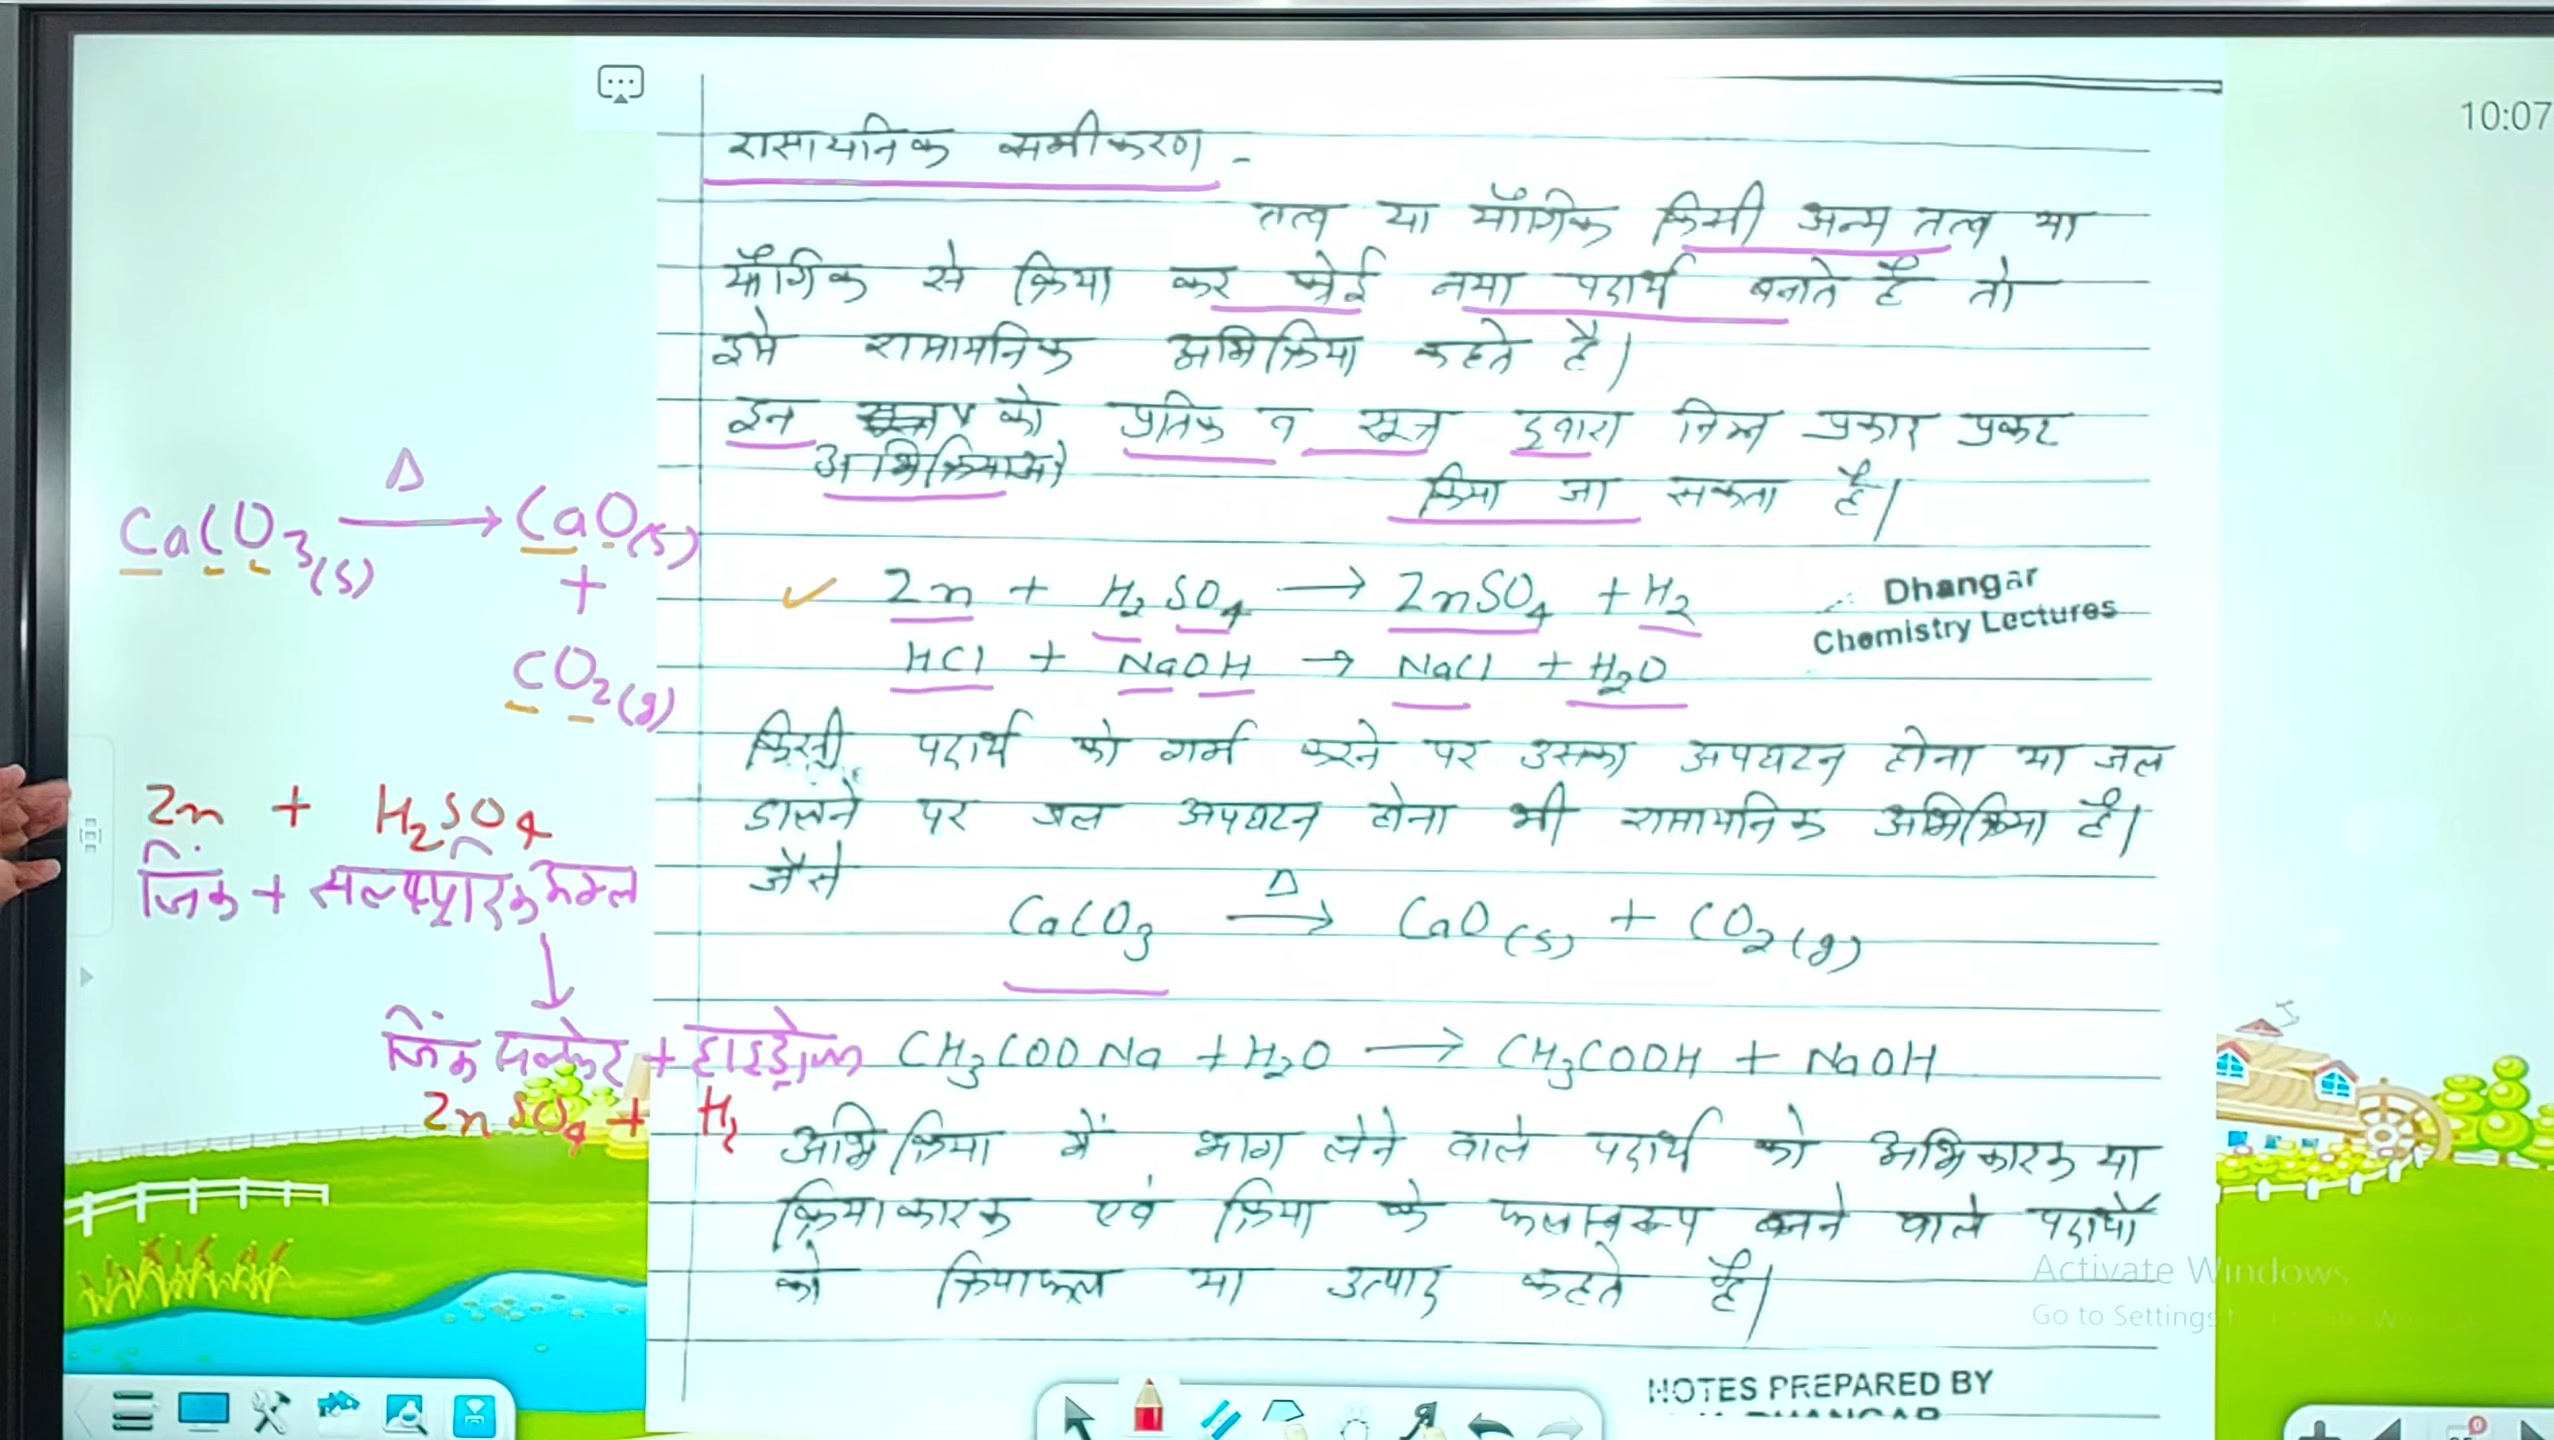 10:07
रासायनिक समीकरण -
तत्व या यौगिक किसी अन्य तत्व या
यौगिक से क्रिया कर कोई नया पदार्थ बनाते है तो
इसे रासायनिक अभिक्रिया कहते है।
इन को प्रतिक व सूत्र द्वारा निम्न प्रकार प्रकट
अभिक्रियाओ
किया जा सकता है।
Zn + H₂SO₄ → ZnSO₄ + H₂
HCl + NaOH → NaCl + H₂O
Dhangar
Chemistry Lectures
किसी पदार्थ को गर्म करने पर उसका अपघटन होना या जल
डालने पर जल अपघटन होना भी रासायनिक अभिक्रिया है।
जैसे
CaCO₃ →Δ CaO(s) + CO₂(g)
CH₃COONa + H₂O → CH₃COOH + NaOH
अभिक्रिया में भाग लेने वाले पदार्थ को अभिकारक या
क्रियाकारक एवं क्रिया के फलस्वरूप बनने वाले पदार्थों
को क्रियाफल या उत्पाद कहते है।
NOTES PREPARED BY
DHANGAR
CaCO₃(s) →Δ CaO(s)
+
CO₂(g)
Zn + H₂SO₄
जिंक + सल्फ्यूरिक अम्ल
↓
जिंक सल्फेट + हाइड्रोजन
ZnSO₄ + H₂
Activate Windows
Go to Settings